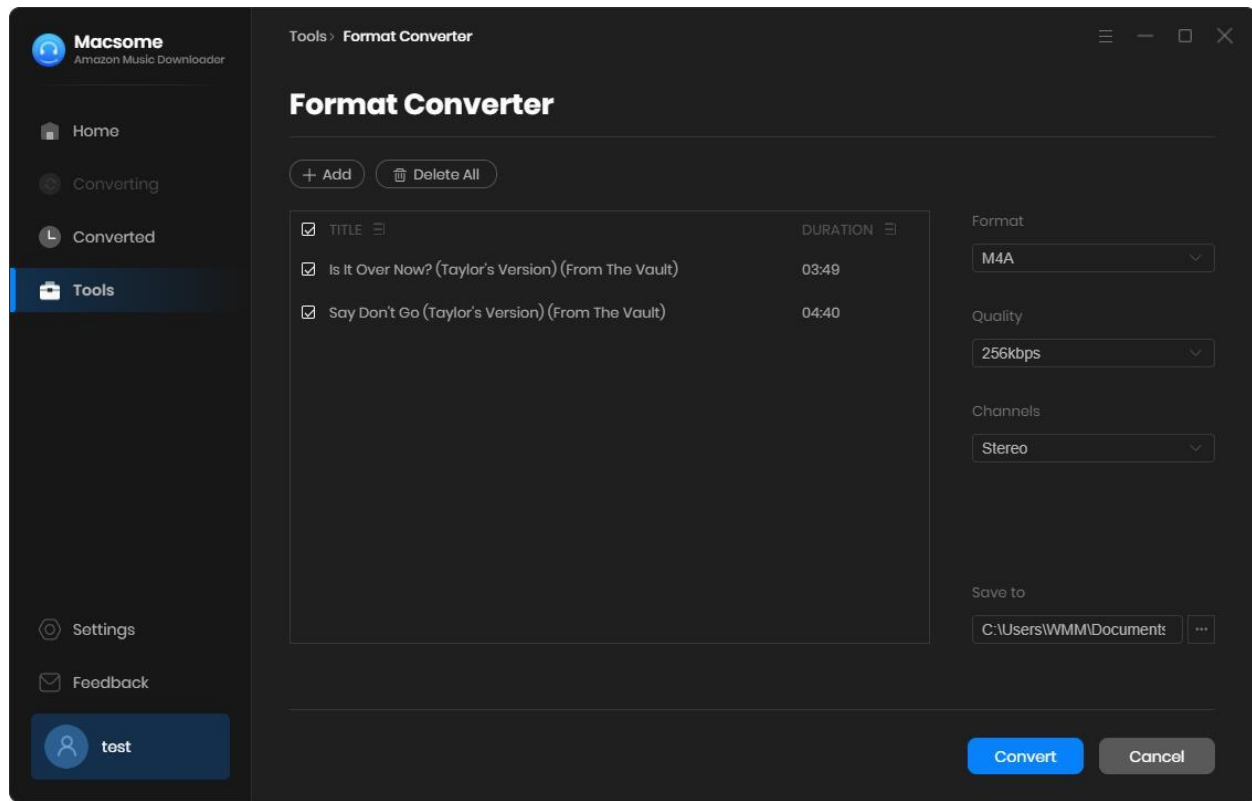 Macsome
Amazon Music Downloader
Home
Converting
Converted
Tools
Settings
Feedback
test
Tools › Format Converter
Format Converter
+ Add
Delete All
TITLE
DURATION
Is It Over Now? (Taylor's Version) (From The Vault)
03:49
Say Don't Go (Taylor's Version) (From The Vault)
04:40
Format
M4A
Quality
256kbps
Channels
Stereo
Save to
C:\Users\WMM\Documents
...
Convert
Cancel